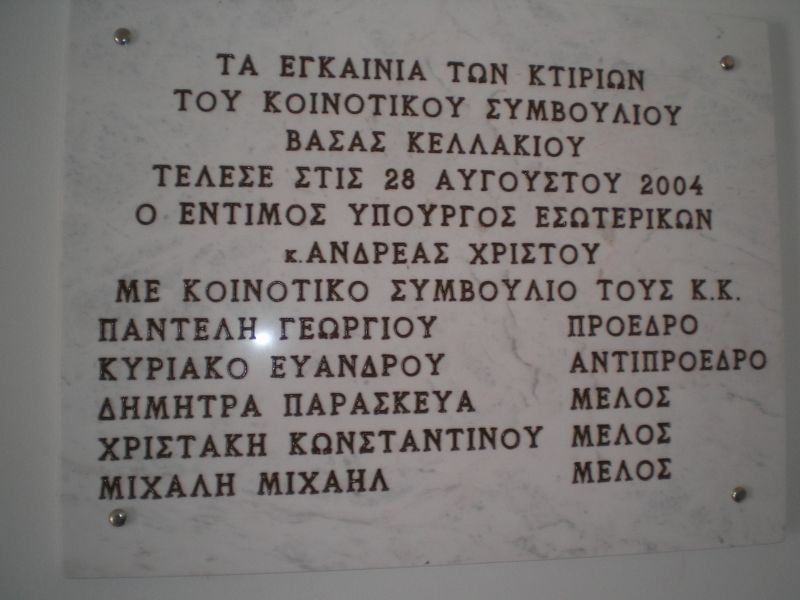 ΤΑ ΕΓΚΑΙΝΙΑ ΤΩΝ ΚΤΙΡΙΩΝ
ΤΟΥ ΚΟΙΝΟΤΙΚΟΥ ΣΥΜΒΟΥΛΙΟΥ
ΒΑΣΑΣ ΚΕΛΛΑΚΙΟΥ
ΤΕΛΕΣΕ ΣΤΙΣ 28 ΑΥΓΟΥΣΤΟΥ 2004
Ο ΕΝΤΙΜΟΣ ΥΠΟΥΡΓΟΣ ΕΣΩΤΕΡΙΚΩΝ
κ. ΑΝΔΡΕΑΣ ΧΡΙΣΤΟΥ
ΜΕ ΚΟΙΝΟΤΙΚΟ ΣΥΜΒΟΥΛΙΟ ΤΟΥΣ Κ.Κ.
ΠΑΝΤΕΛΗ ΓΕΩΡΓΙΟΥ ΠΡΟΕΔΡΟ
ΚΥΡΙΑΚΟ ΕΥΑΝΔΡΟΥ ΑΝΤΙΠΡΟΕΔΡΟ
ΔΗΜΗΤΡΑ ΠΑΡΑΣΚΕΥΑ ΜΕΛΟΣ
ΧΡΙΣΤΑΚΗ ΚΩΝΣΤΑΝΤΙΝΟΥ ΜΕΛΟΣ
ΜΙΧΑΛΗ ΜΙΧΑΗΛ ΜΕΛΟΣ